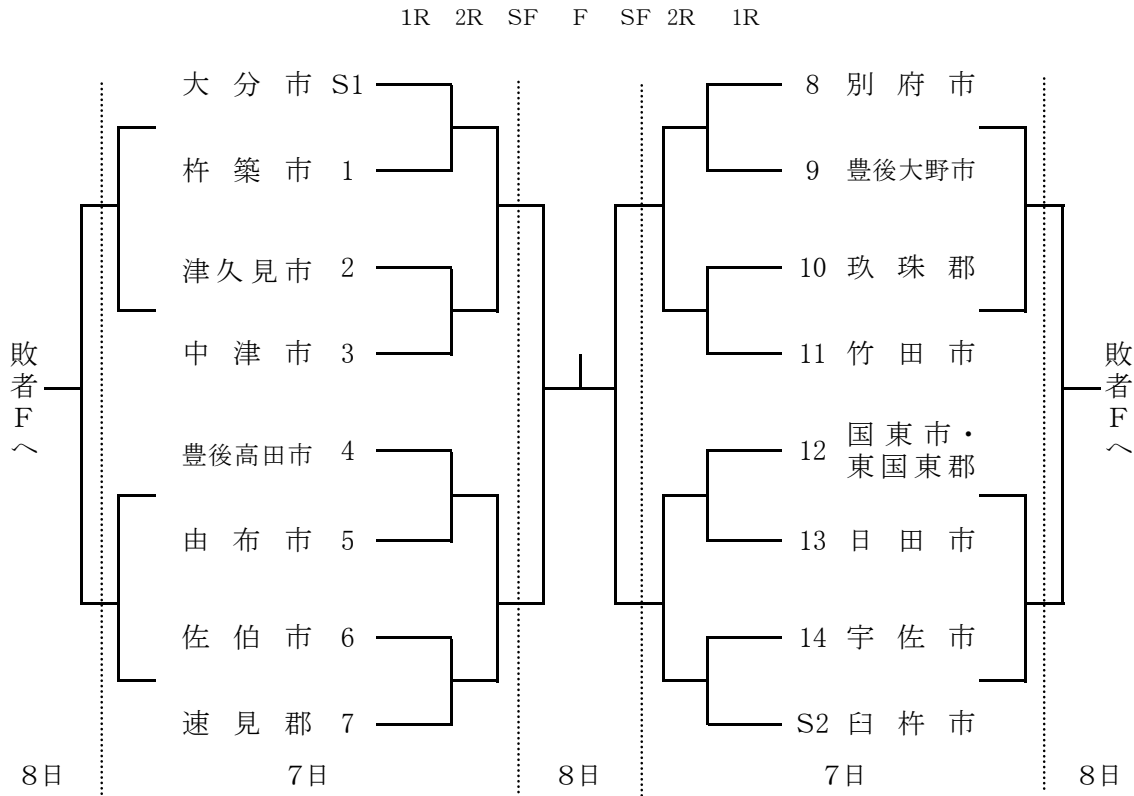 1R 2R SF F SF 2R 1R
大分市 S1
杵築市 1
津久見市 2
中津市 3
豊後高田市 4
由布市 5
佐伯市 6
速見郡 7
8 別府市
9 豊後大野市
10 玖珠郡
11 竹田市
12 国東市・
東国東郡
13 日田市
14 宇佐市
S2 臼杵市
敗者Fへ
敗者Fへ
8日 7日 8日 7日 8日